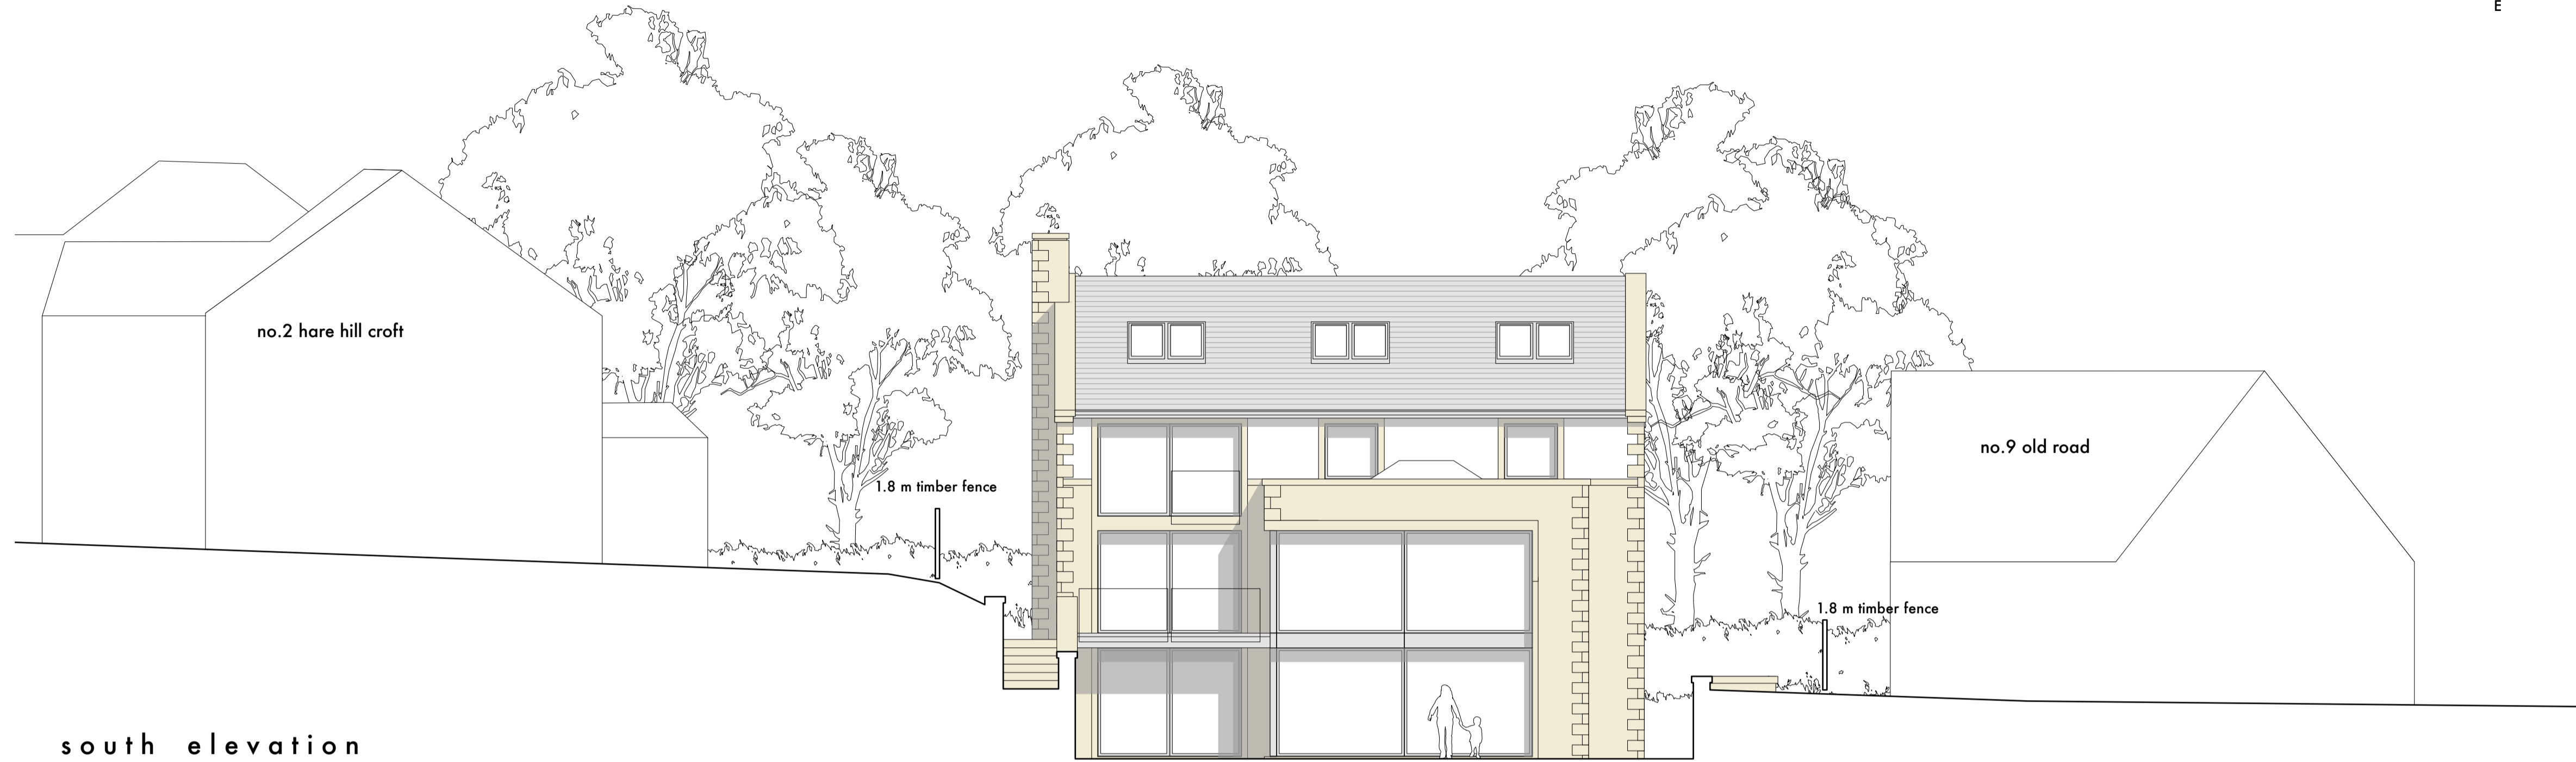 E
no.2 hare hill croft
no.9 old road
1.8 m timber fence
1.8 m timber fence
south elevation